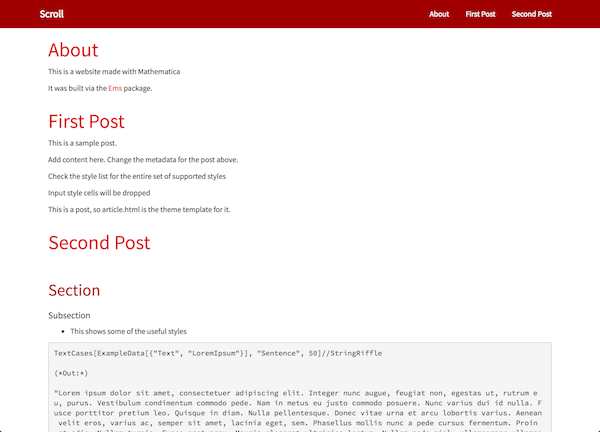 Scroll
About First Post Second Post
About
This is a website made with Mathematica
It was built via the Ems package.
First Post
This is a sample post.
Add content here. Change the metadata for the post above.
Check the style list for the entire set of supported styles
Input style cells will be dropped
This is a post, so article.html is the theme template for it.
Second Post
Section
Subsection
This shows some of the useful styles
TextCases[ExampleData[{"Text", "LoremIpsum"}], "Sentence", 50]//StringRiffle
(*Out:*)
"Lorem ipsum dolor sit amet, consectetuer adipiscing elit. Integer nunc augue, feugiat non, egestas ut, rutrum e
u, purus. Vestibulum condimentum commodo pede. Nam in metus eu justo commodo posuere. Nunc varius dui id nulla. F
usce porttitor pretium leo. Quisque in diam. Nulla pellentesque. Donec vitae urna et arcu lobortis varius. Aenean
velit eros, varius ac, semper sit amet, lacinia eget, sem. Phasellus mollis nunc a pede cursus fermentum. Proin